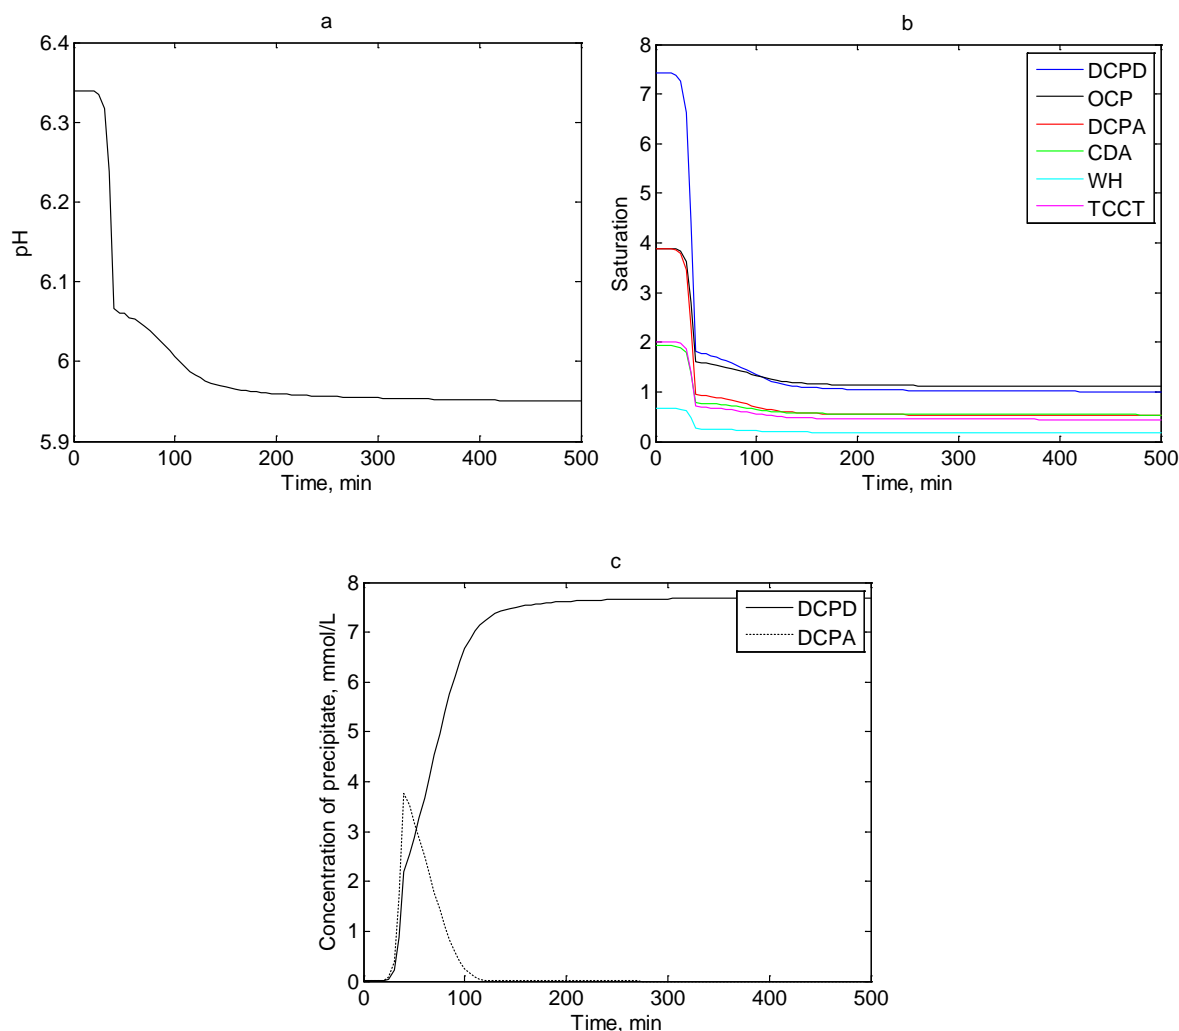 a
6.4
6.3
6.2
6.1
6
5.9
pH
0 100 200 300 400 500
Time, min
b
8
7
6
5
4
3
2
1
0
Saturation
0 100 200 300 400 500
Time, min
DCPD
OCP
DCPA
CDA
WH
TCCT
c
8
7
6
5
4
3
2
1
0
Concentration of precipitate, mmol/L
0 100 200 300 400 500
Time, min
DCPD
DCPA